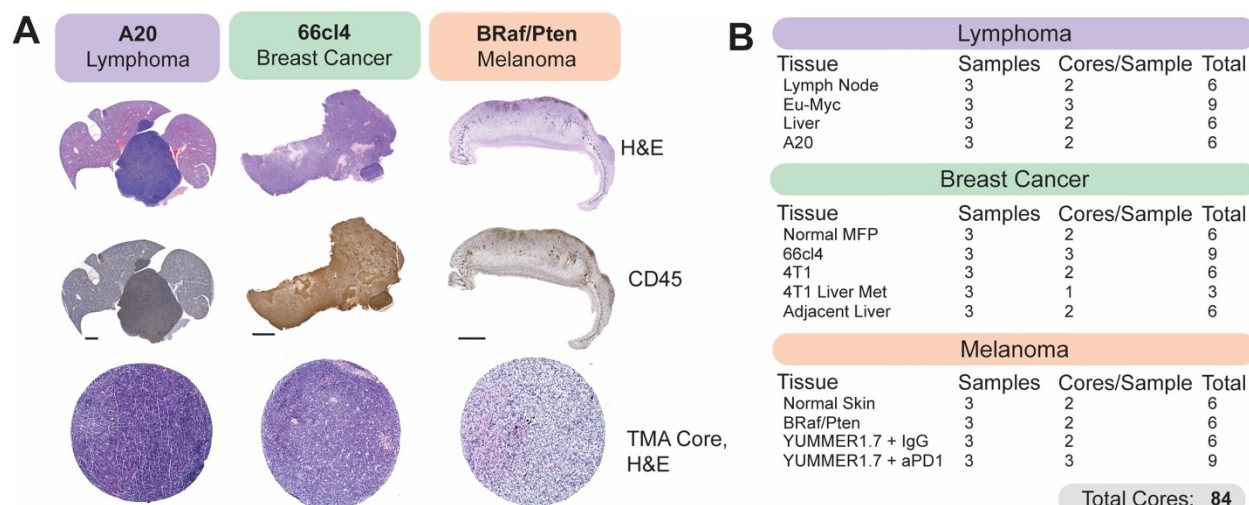 A
A20
Lymphoma
66cl4
Breast Cancer
BRaf/Pten
Melanoma
H&E
CD45
TMA Core,
H&E
B
Lymphoma
Tissue Samples Cores/Sample Total
Lymph Node 3 2 6
Eu-Myc 3 3 9
Liver 3 2 6
A20 3 2 6
Breast Cancer
Tissue Samples Cores/Sample Total
Normal MFP 3 2 6
66cl4 3 3 9
4T1 3 2 6
4T1 Liver Met 3 1 3
Adjacent Liver 3 2 6
Melanoma
Tissue Samples Cores/Sample Total
Normal Skin 3 2 6
BRaf/Pten 3 2 6
YUMMER1.7 + IgG 3 2 6
YUMMER1.7 + aPD1 3 3 9
Total Cores: 84